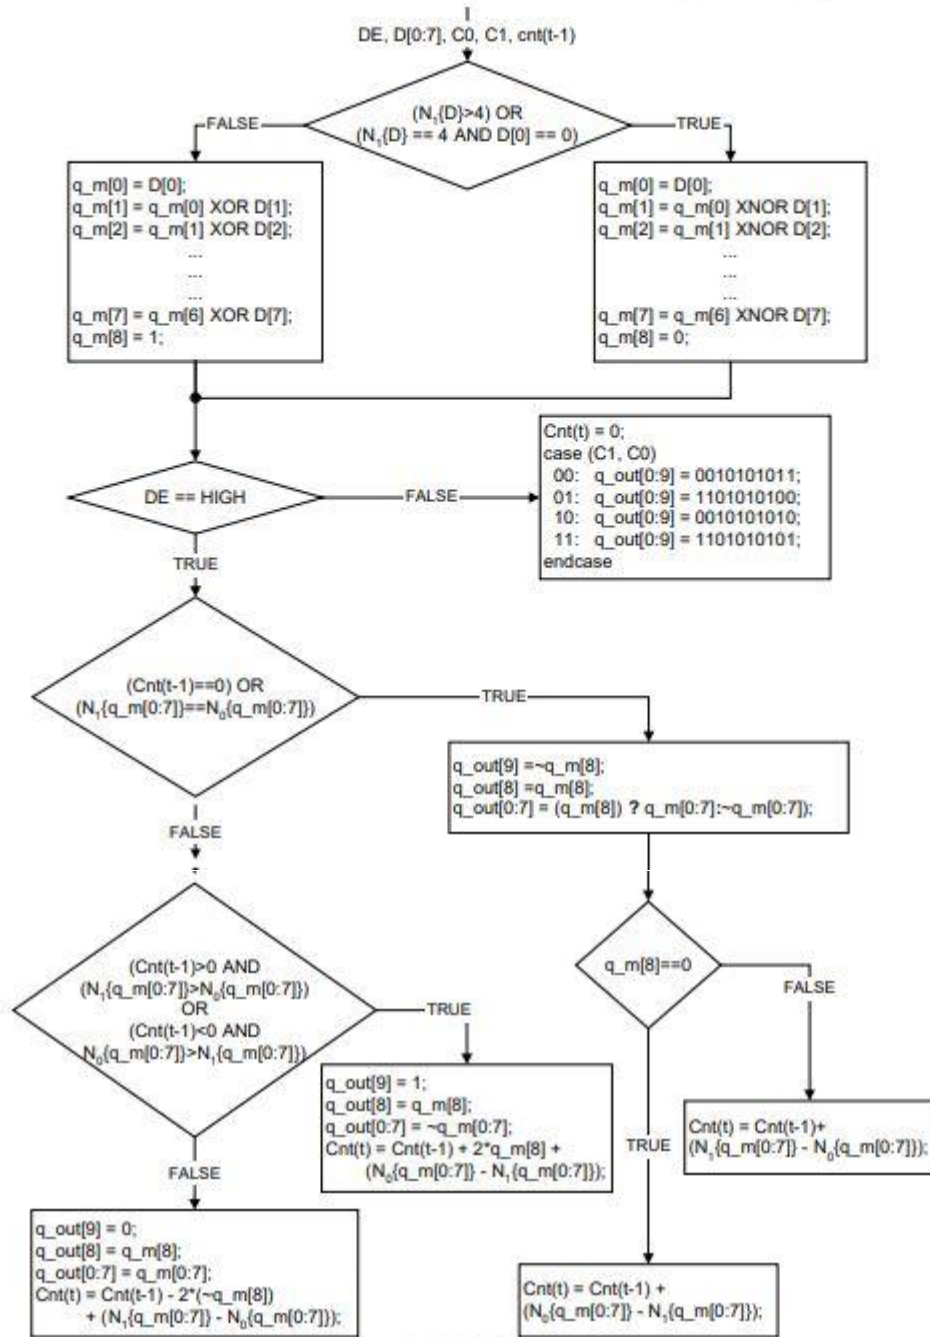 DE, D[0:7], C0, C1, cnt(t-1)
(N₁{D}>4) OR
(N₁{D} == 4 AND D[0] == 0)
FALSE
TRUE
q_m[0] = D[0];
q_m[1] = q_m[0] XOR D[1];
q_m[2] = q_m[1] XOR D[2];
...
...
...
q_m[7] = q_m[6] XOR D[7];
q_m[8] = 1;
q_m[0] = D[0];
q_m[1] = q_m[0] XNOR D[1];
q_m[2] = q_m[1] XNOR D[2];
...
...
...
q_m[7] = q_m[6] XNOR D[7];
q_m[8] = 0;
DE == HIGH
FALSE
TRUE
Cnt(t) = 0;
case (C1, C0)
00: q_out[0:9] = 0010101011;
01: q_out[0:9] = 1101010100;
10: q_out[0:9] = 0010101010;
11: q_out[0:9] = 1101010101;
endcase
(Cnt(t-1)==0) OR
(N₁{q_m[0:7]}==N₀{q_m[0:7]})
TRUE
FALSE
q_out[9] =~q_m[8];
q_out[8] =q_m[8];
q_out[0:7] = (q_m[8]) ? q_m[0:7]:~q_m[0:7]);
(Cnt(t-1)>0 AND
(N₁{q_m[0:7]}>N₀{q_m[0:7]})
OR
(Cnt(t-1)<0 AND
N₀{q_m[0:7]}>N₁{q_m[0:7]})
TRUE
FALSE
q_m[8]==0
FALSE
TRUE
q_out[9] = 1;
q_out[8] = q_m[8];
q_out[0:7] = ~q_m[0:7];
Cnt(t) = Cnt(t-1) + 2*q_m[8] +
(N₀{q_m[0:7]} - N₁{q_m[0:7]});
Cnt(t) = Cnt(t-1)+
(N₁{q_m[0:7]} - N₀{q_m[0:7]});
q_out[9] = 0;
q_out[8] = q_m[8];
q_out[0:7] = q_m[0:7];
Cnt(t) = Cnt(t-1) - 2*(~q_m[8])
+ (N₁{q_m[0:7]} - N₀{q_m[0:7]});
Cnt(t) = Cnt(t-1) +
(N₀{q_m[0:7]} - N₁{q_m[0:7]});